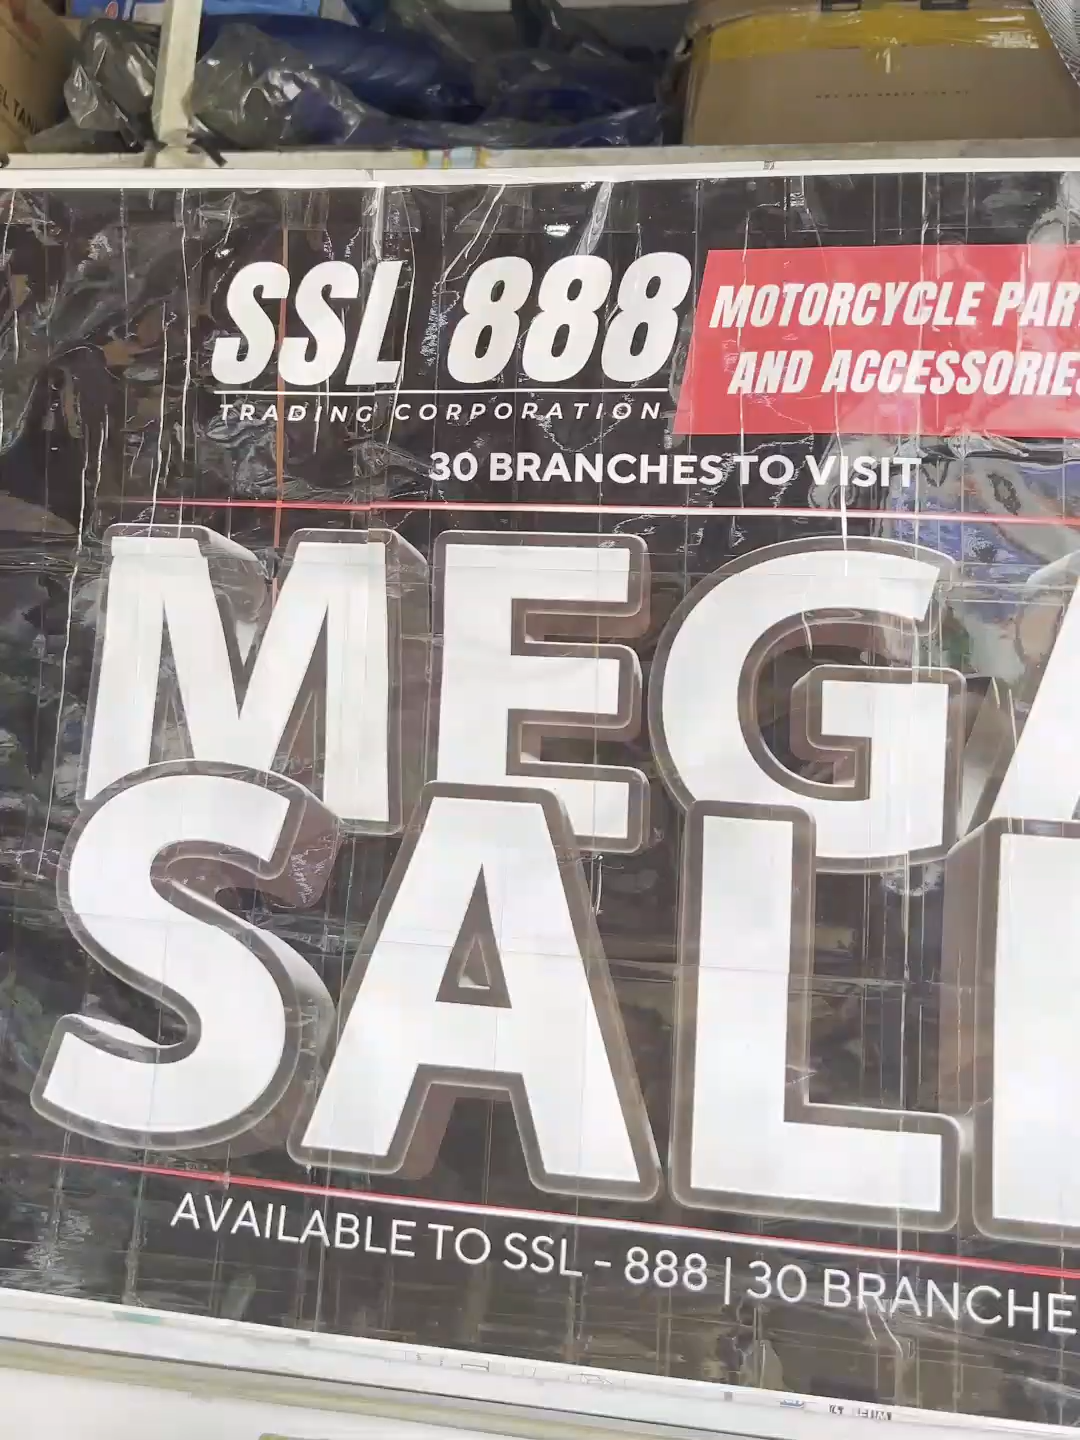 SSL 888
TRADING CORPORATION
MOTORCYCLE PAR
AND ACCESSORIE
30 BRANCHES TO VISIT
MEGA
SAL
AVAILABLE TO SSL - 888 | 30 BRANCHE